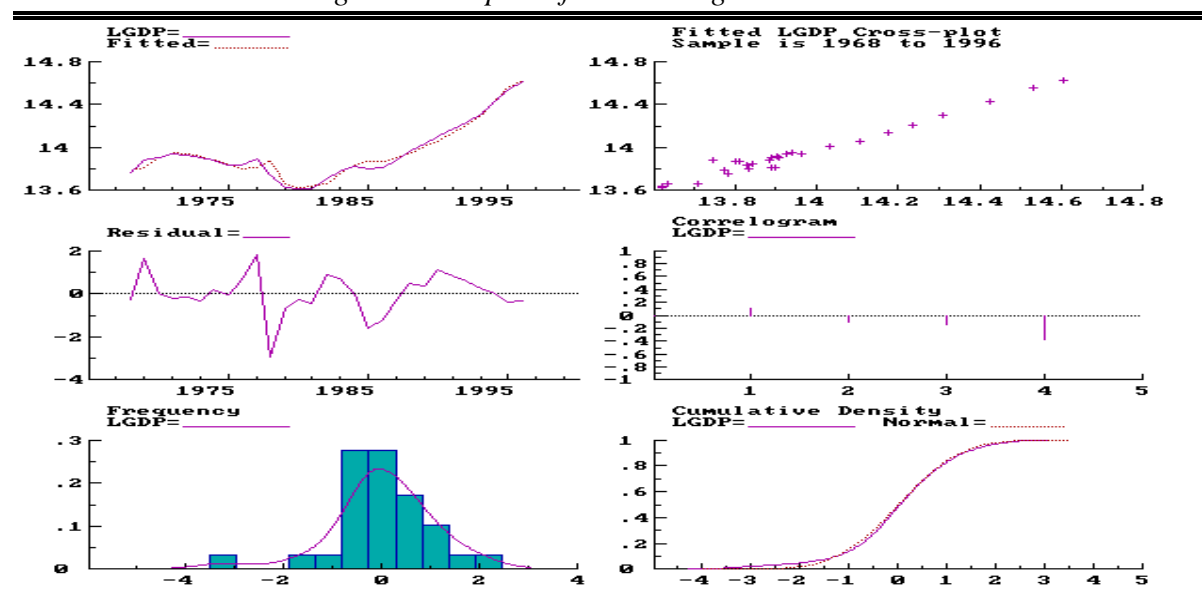 LGDP=
Fitted=
14.8
14.4
14
13.6
1975 1985 1995
Fitted LGDP Cross-plot
Sample is 1968 to 1996
14.8
14.4
14
13.6
13.8 14 14.2 14.4 14.6 14.8
Residual=
2
0
-2
-4
1975 1985 1995
Correlogram
LGDP=
1
.8
.6
.4
.2
0
-.2
-.4
-.6
-.8
-1
1 2 3 4 5
Frequency
LGDP=
.3
.2
.1
0
-4 -2 0 2 4
Cumulative Density
LGDP= Normal=
1
.8
.6
.4
.2
0
-4 -3 -2 -1 0 1 2 3 4 5